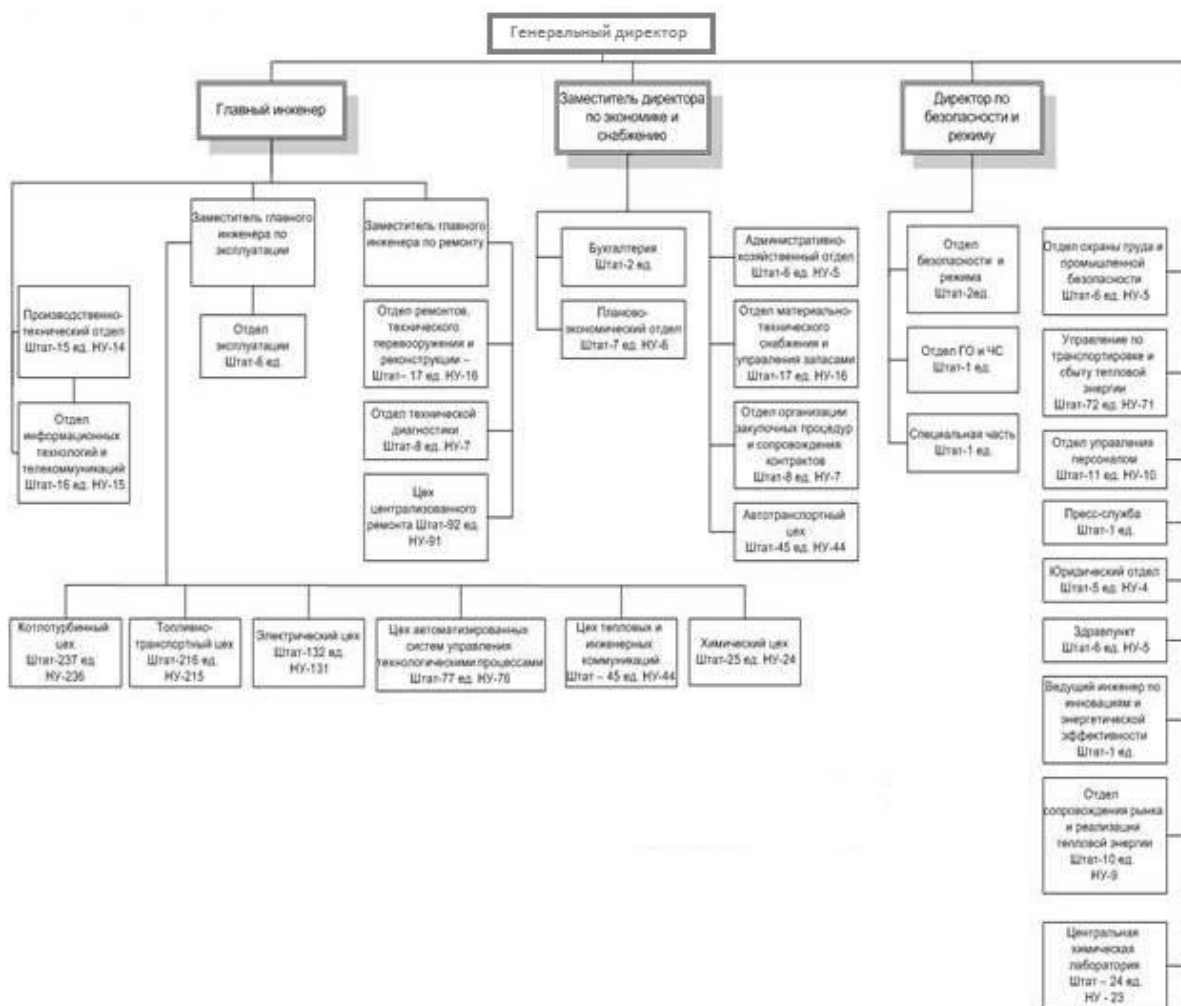 Генеральный директор
Главный инженер
Заместитель директора
по экономике и
снабжению
Директор по
безопасности и
режиму
Заместитель главного
инженера по
эксплуатации
Заместитель главного
инженера по ремонту
Производственно-
технический отдел
Штат-15 ед. НУ-14
Отдел
информационных
технологий и
телекоммуникаций
Штат-16 ед. НУ-15
Отдел
эксплуатации
Штат-6 ед.
Отдел ремонтов,
технического
перевооружения и
реконструкции –
Штат– 17 ед. НУ-16
Отдел технической
диагностики
Штат-8 ед. НУ-7
Цех
централизованного
ремонта Штат-92 ед.
НУ-91
Бухгалтерия
Штат-2 ед.
Планово-
экономический отдел
Штат-7 ед. НУ-6
Административно-
хозяйственный отдел
Штат-6 ед. НУ-5
Отдел материально-
технического
снабжения и
управления запасами
Штат-17 ед. НУ-16
Отдел организации
закупочных процедур
и сопровождения
контрактов
Штат-8 ед. НУ-7
Автотранспортный
цех
Штат-45 ед. НУ-44
Отдел
безопасности и
режима
Штат-2ед.
Отдел ГО и ЧС
Штат-1 ед.
Специальная часть
Штат-1 ед.
Отдел охраны труда и
промышленной
безопасности
Штат-6 ед. НУ-5
Управление по
транспортировке и
сбыту тепловой
энергии
Штат-72 ед. НУ-71
Отдел управления
персоналом
Штат-11 ед. НУ-10
Пресс-служба
Штат-1 ед.
Юридический отдел
Штат-5 ед. НУ-4
Здравпункт
Штат-6 ед. НУ-5
Ведущий инженер по
инновациям и
энергетической
эффективности
Штат-1 ед.
Отдел
сопровождения рынка
и реализации
тепловой энергии
Штат-10 ед.
НУ-9
Центральная
химическая
лаборатория
Штат – 24 ед.
НУ - 23
Котлотурбинный
цех
Штат-237 ед.
НУ-236
Топливно-
транспортный цех
Штат-216 ед.
НУ-215
Электрический цех
Штат-132 ед.
НУ-131
Цех автоматизированных
систем управления
технологическими процессами
Штат-77 ед. НУ-76
Цех тепловых и
инженерных
коммуникаций
Штат – 45 ед. НУ-44
Химический цех
Штат-25 ед. НУ-24